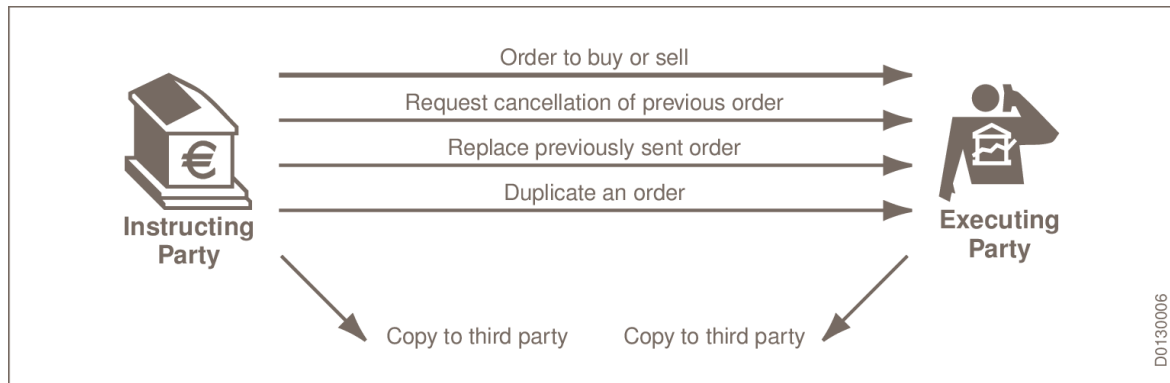 Order to buy or sell
Request cancellation of previous order
Replace previously sent order
Duplicate an order
€
Instructing
Party
Executing
Party
Copy to third party
Copy to third party
D0130006